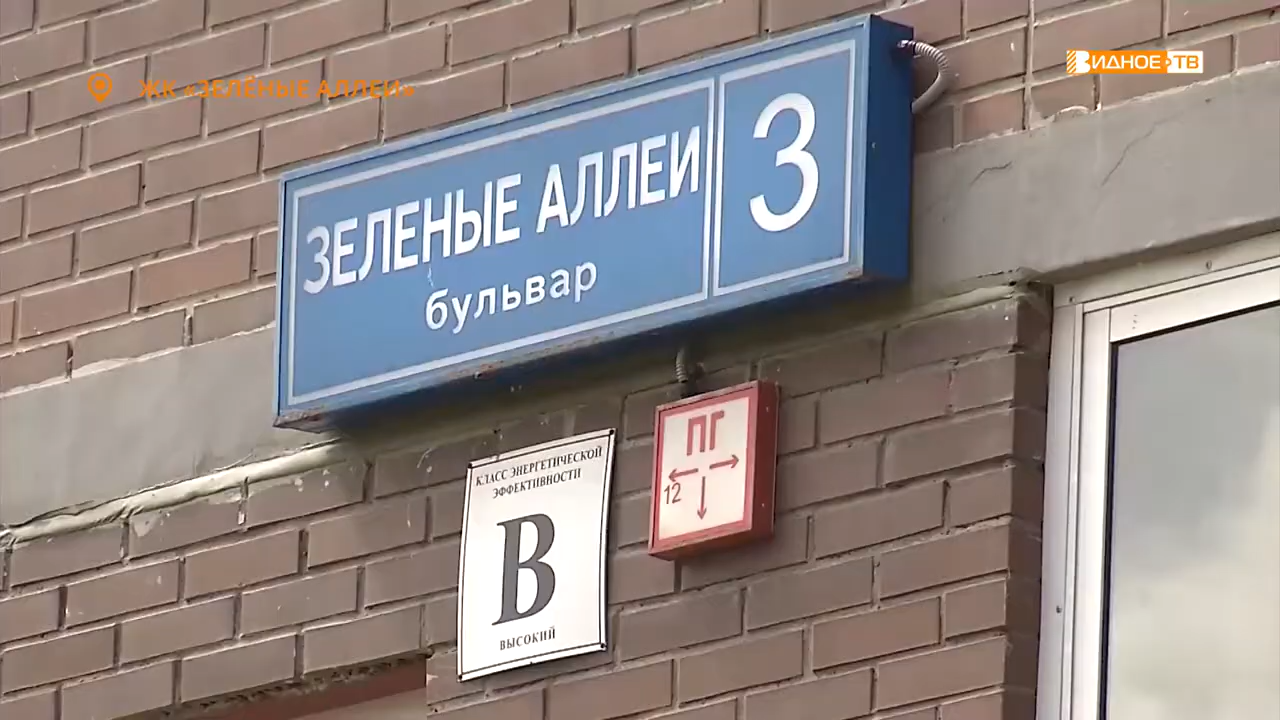 ЖК «ЗЕЛЁНЫЕ АЛЛЕИ»
ВИДНОЕ ТВ
ЗЕЛЕНЫЕ АЛЛЕИ
бульвар
3
ПГ
12
КЛАСС ЭНЕРГЕТИЧЕСКОЙ
ЭФФЕКТИВНОСТИ
В
ВЫСОКИЙ